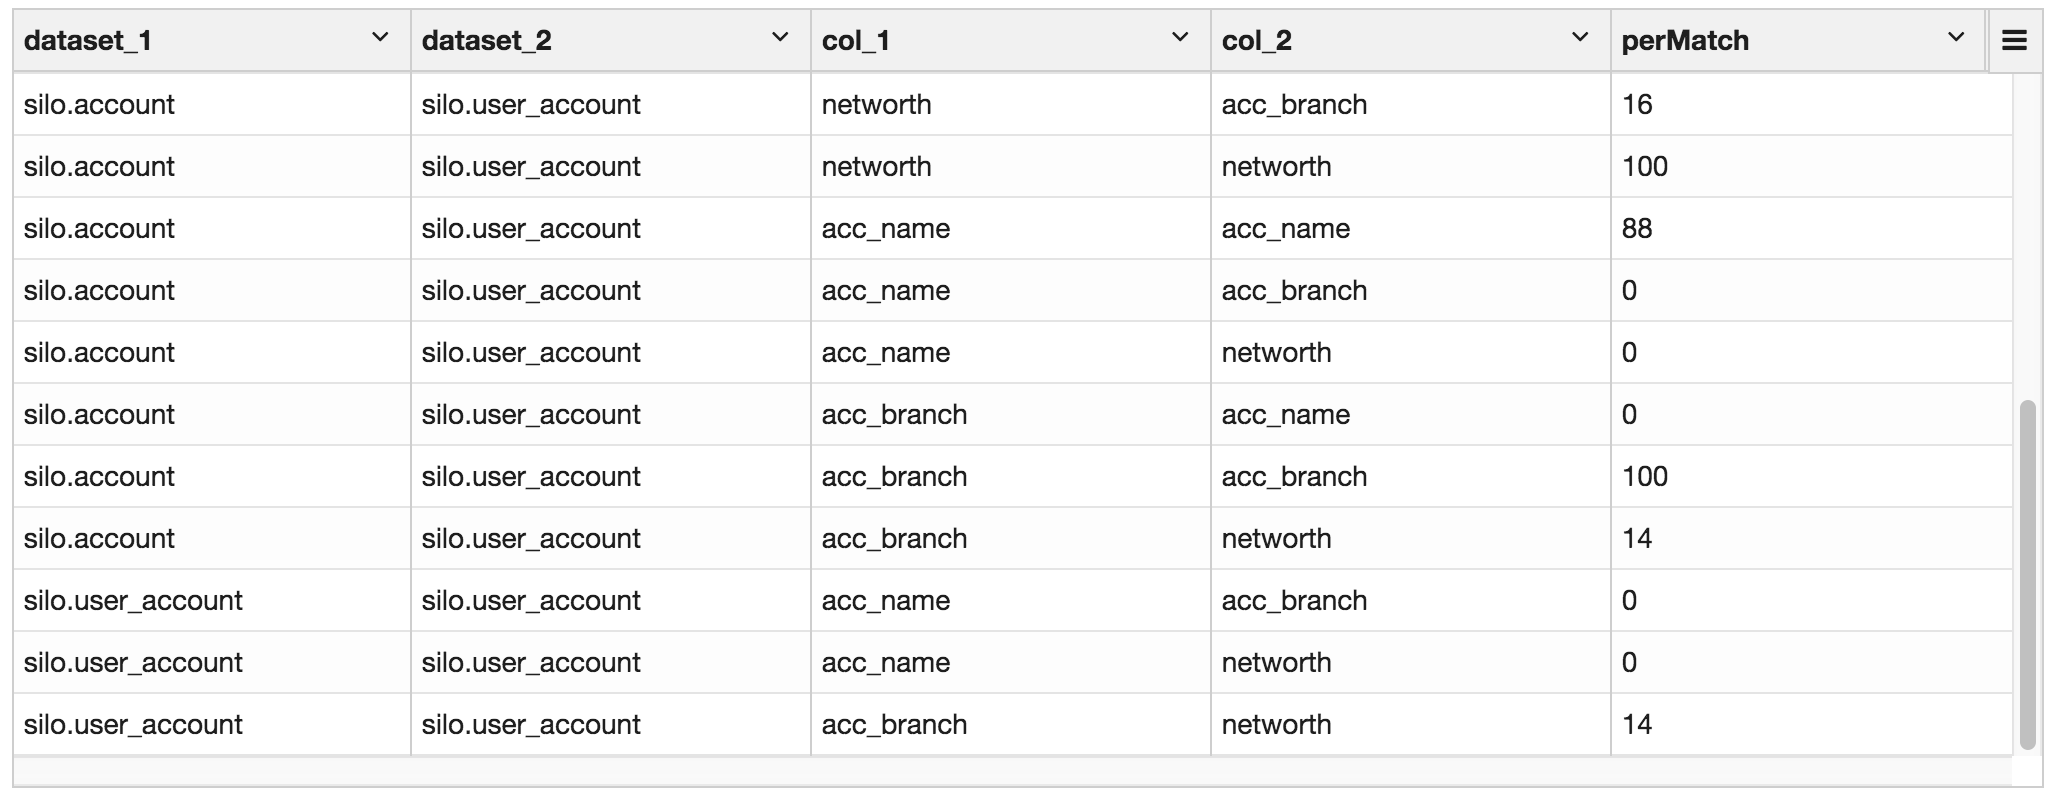 dataset_1 dataset_2 col_1 col_2 perMatch
silo.account silo.user_account networth acc_branch 16
silo.account silo.user_account networth networth 100
silo.account silo.user_account acc_name acc_name 88
silo.account silo.user_account acc_name acc_branch 0
silo.account silo.user_account acc_name networth 0
silo.account silo.user_account acc_branch acc_name 0
silo.account silo.user_account acc_branch acc_branch 100
silo.account silo.user_account acc_branch networth 14
silo.user_account silo.user_account acc_name acc_branch 0
silo.user_account silo.user_account acc_name networth 0
silo.user_account silo.user_account acc_branch networth 14